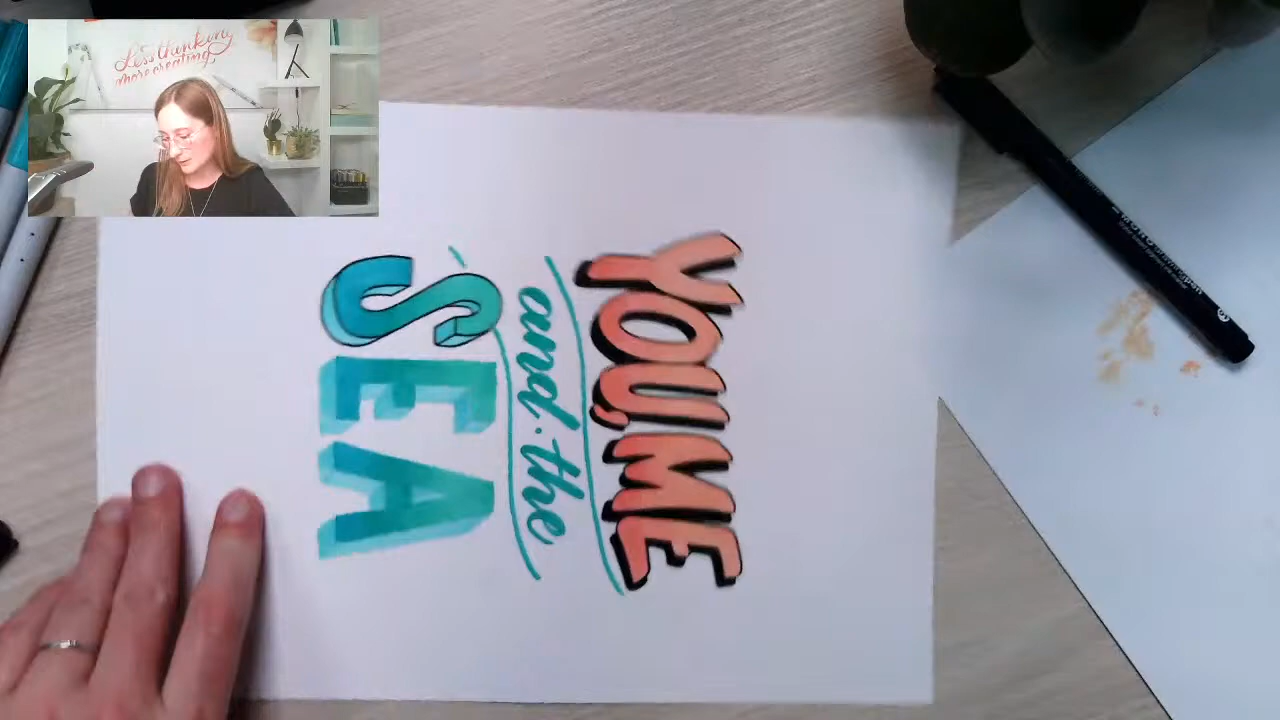 Less thinking
more creating.
YOU, ME
and • the
SEA